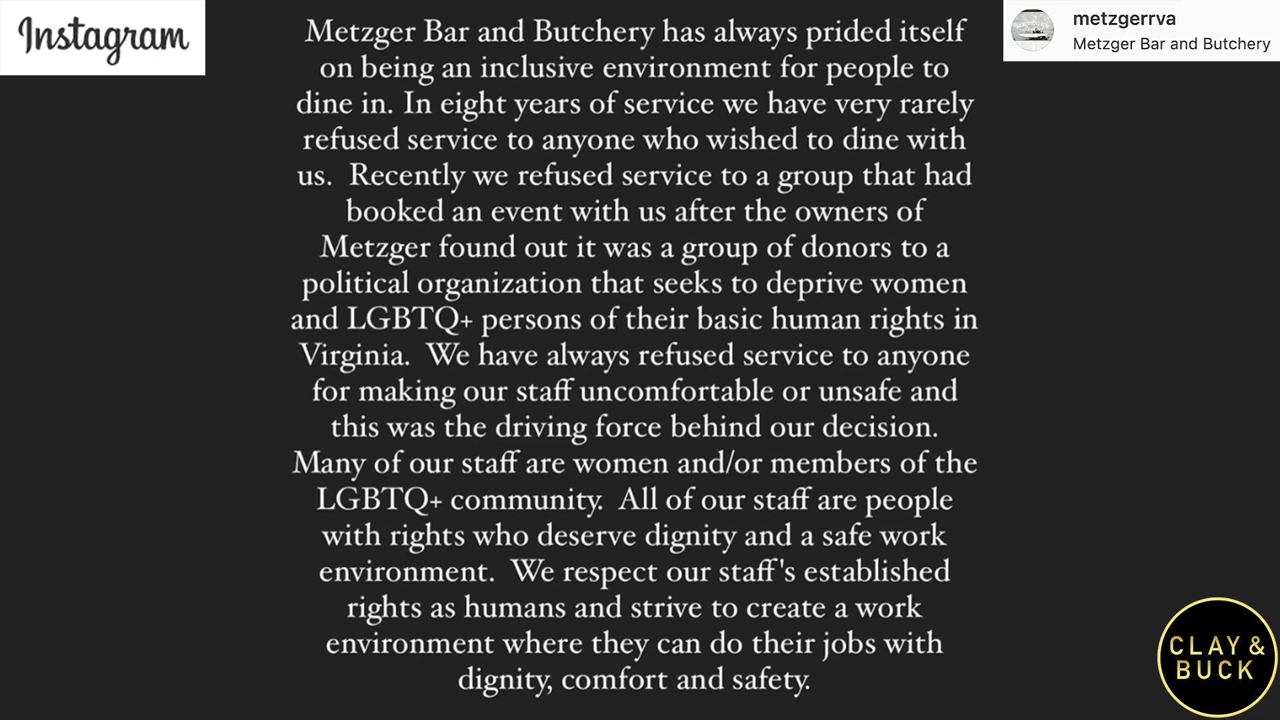 Instagram
metzgerrva
Metzger Bar and Butchery
Metzger Bar and Butchery has always prided itself
on being an inclusive environment for people to
dine in. In eight years of service we have very rarely
refused service to anyone who wished to dine with
us. Recently we refused service to a group that had
booked an event with us after the owners of
Metzger found out it was a group of donors to a
political organization that seeks to deprive women
and LGBTQ+ persons of their basic human rights in
Virginia. We have always refused service to anyone
for making our staff uncomfortable or unsafe and
this was the driving force behind our decision.
Many of our staff are women and/or members of the
LGBTQ+ community. All of our staff are people
with rights who deserve dignity and a safe work
environment. We respect our staff's established
rights as humans and strive to create a work
environment where they can do their jobs with
dignity, comfort and safety.
CLAY &
BUCK